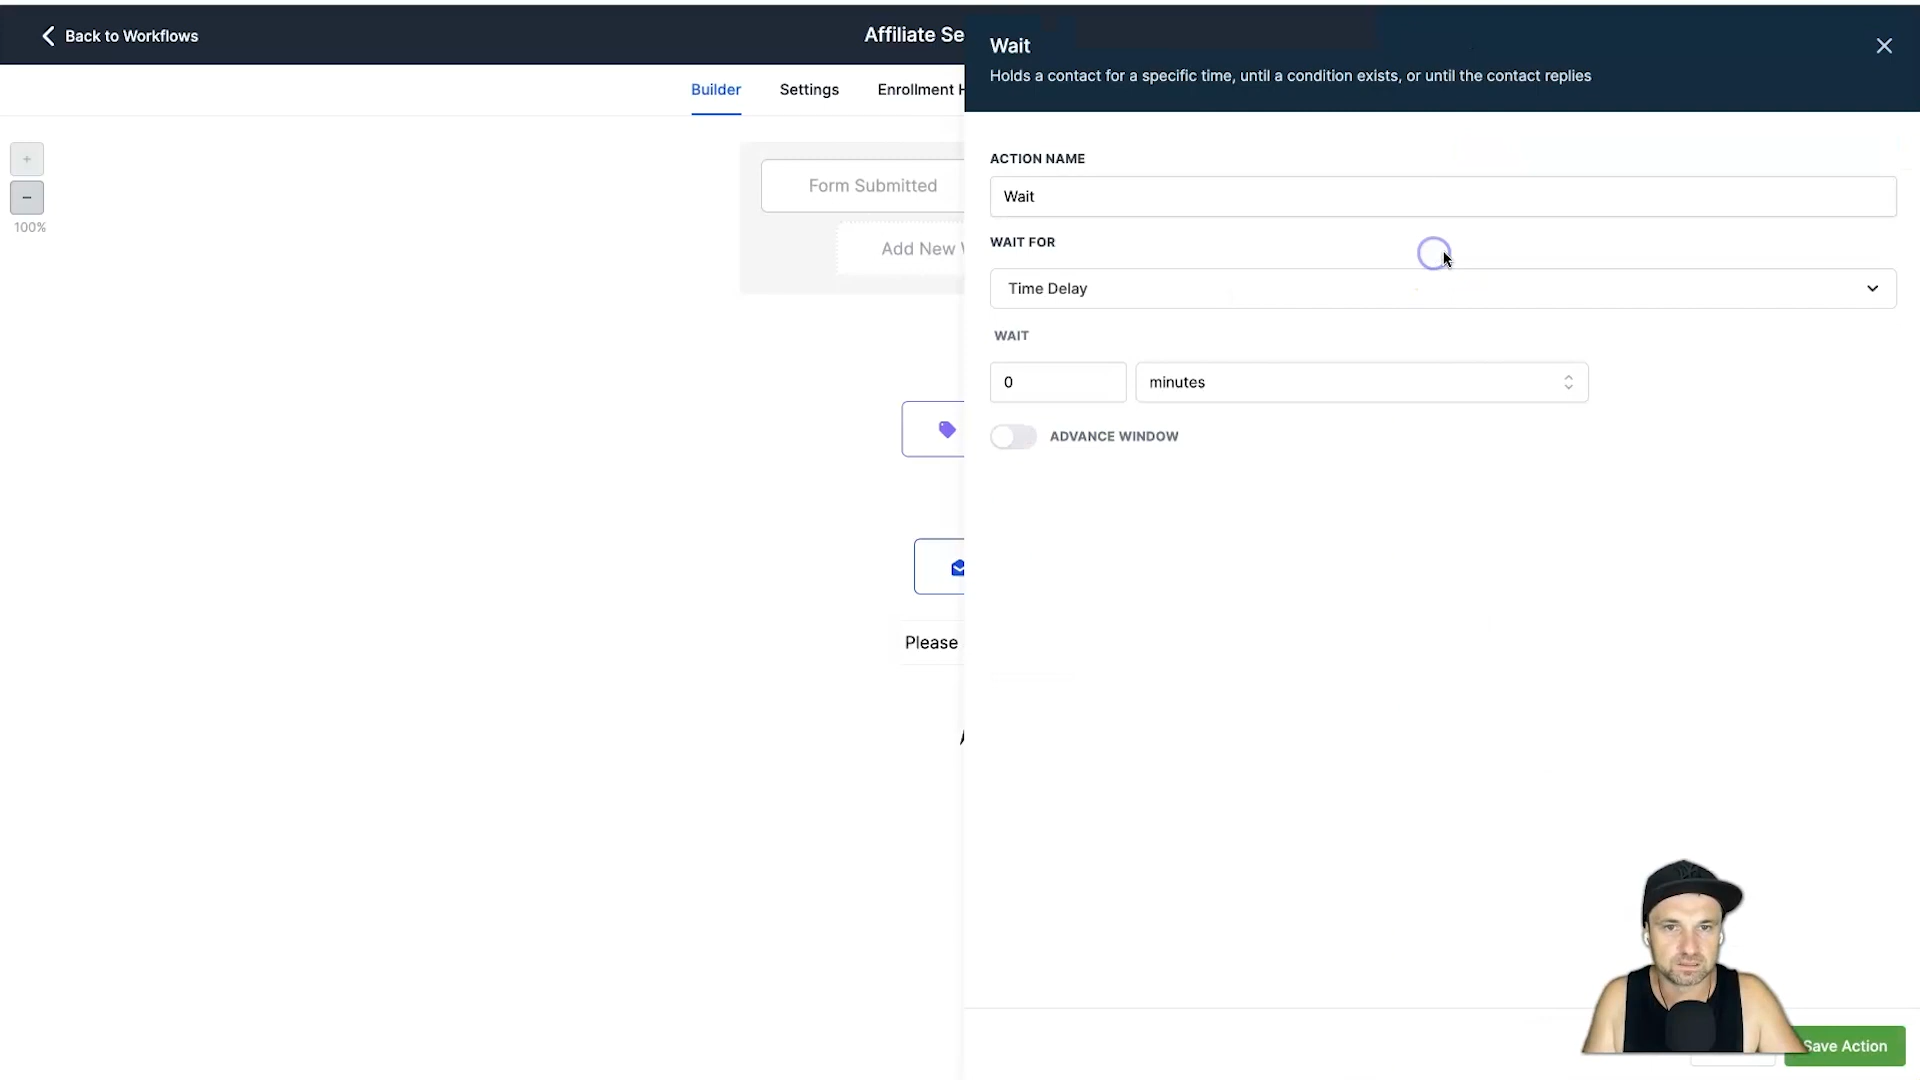 Back to Workflows
Affiliate Se
Builder
Settings
Enrollment H
+
−
100%
Form Submitted
Add New
Please
Wait
Holds a contact for a specific time, until a condition exists, or until the contact replies
ACTION NAME
Wait
WAIT FOR
Time Delay
WAIT
0
minutes
ADVANCE WINDOW
Save Action